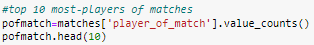 #top 10 most-players of matches
pofmatch=matches['player_of_match'].value_counts()
pofmatch.head(10)